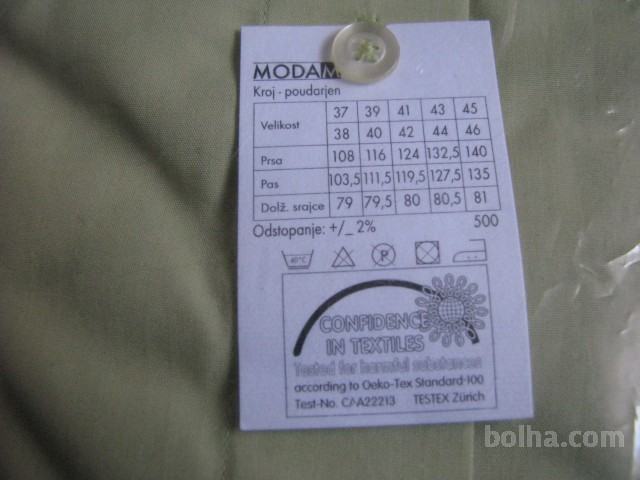 MODAM
Kroj - poudarjen
Velikost 37 39 41 43 45
38 40 42 44 46
Prsa 108 116 124 132,5 140
Pas 103,5 111,5 119,5 127,5 135
Dolž. srajce 79 79,5 80 80,5 81
Odstopanje: +/_ 2% 500
40°C P
CONFIDENCE
IN TEXTILES
Tested for harmful substances
according to Oeko-Tex Standard-100
Test-No. CAA22213 TESTEX Zürich
bolha.com